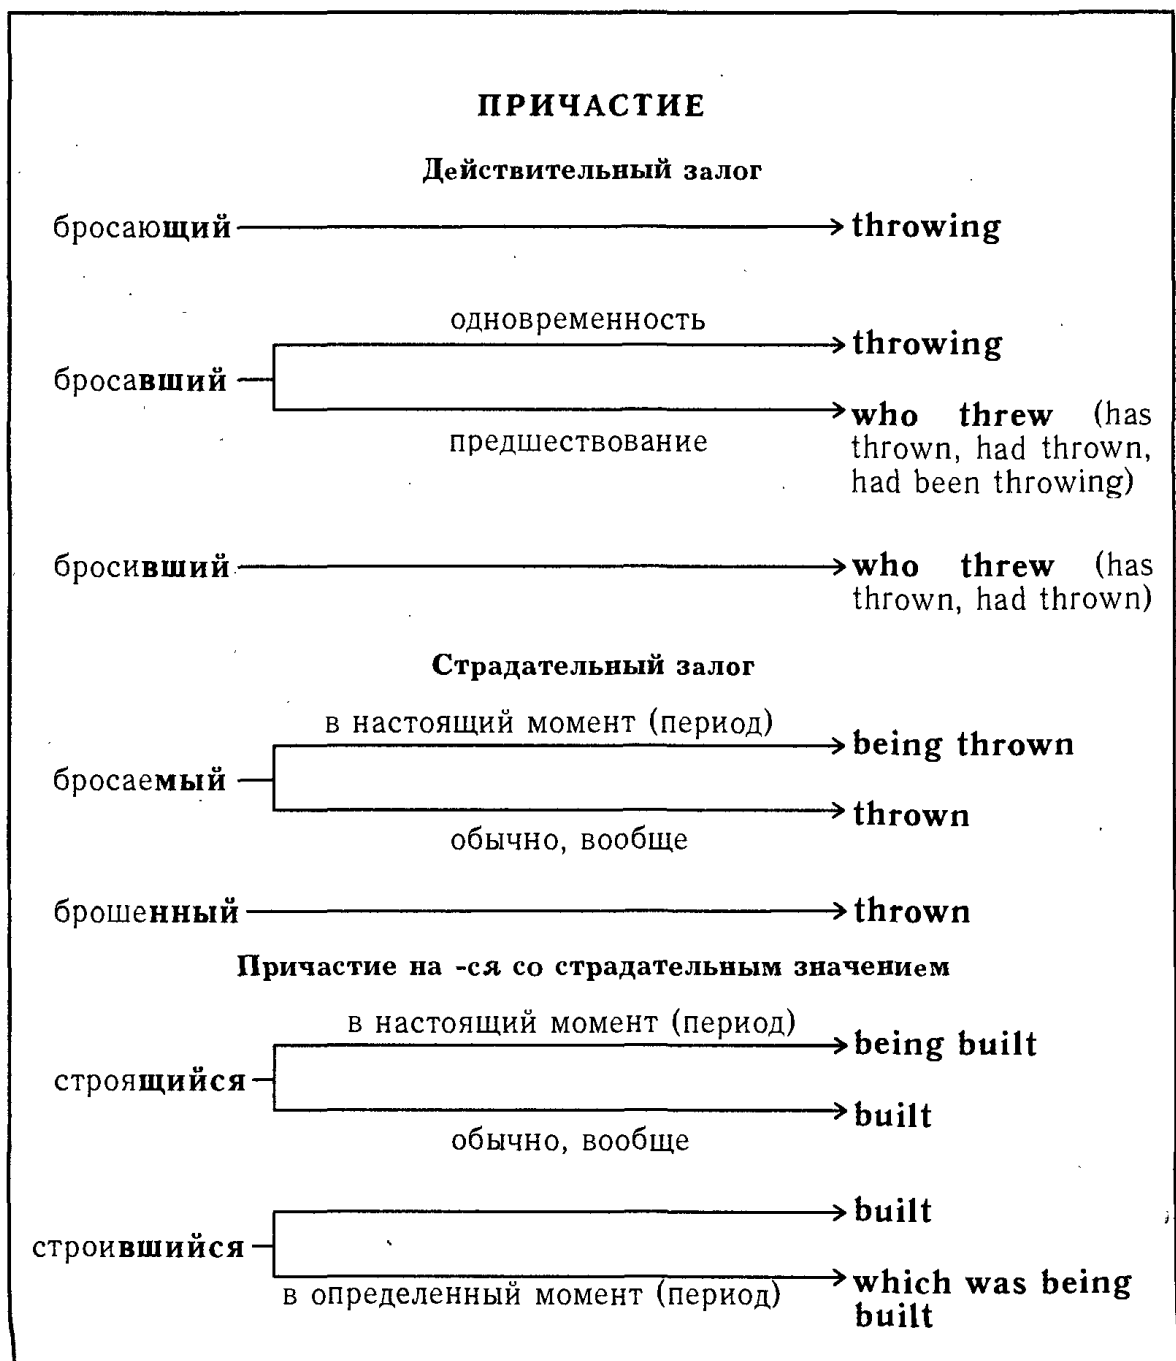 ПРИЧАСТИЕ
Действительный залог
бросающий throwing
одновременность
throwing
бросавший
who threw (has
предшествование
thrown, had thrown,
had been throwing)
бросивший who threw (has
thrown, had thrown)
Страдательный залог
в настоящий момент (период)
being thrown
бросаемый
thrown
обычно, вообще
брошенный thrown
Причастие на -ся со страдательным значением
в настоящий момент (период)
being built
строящийся
built
обычно, вообще
built
строившийся
which was being
в определенный момент (период)
built